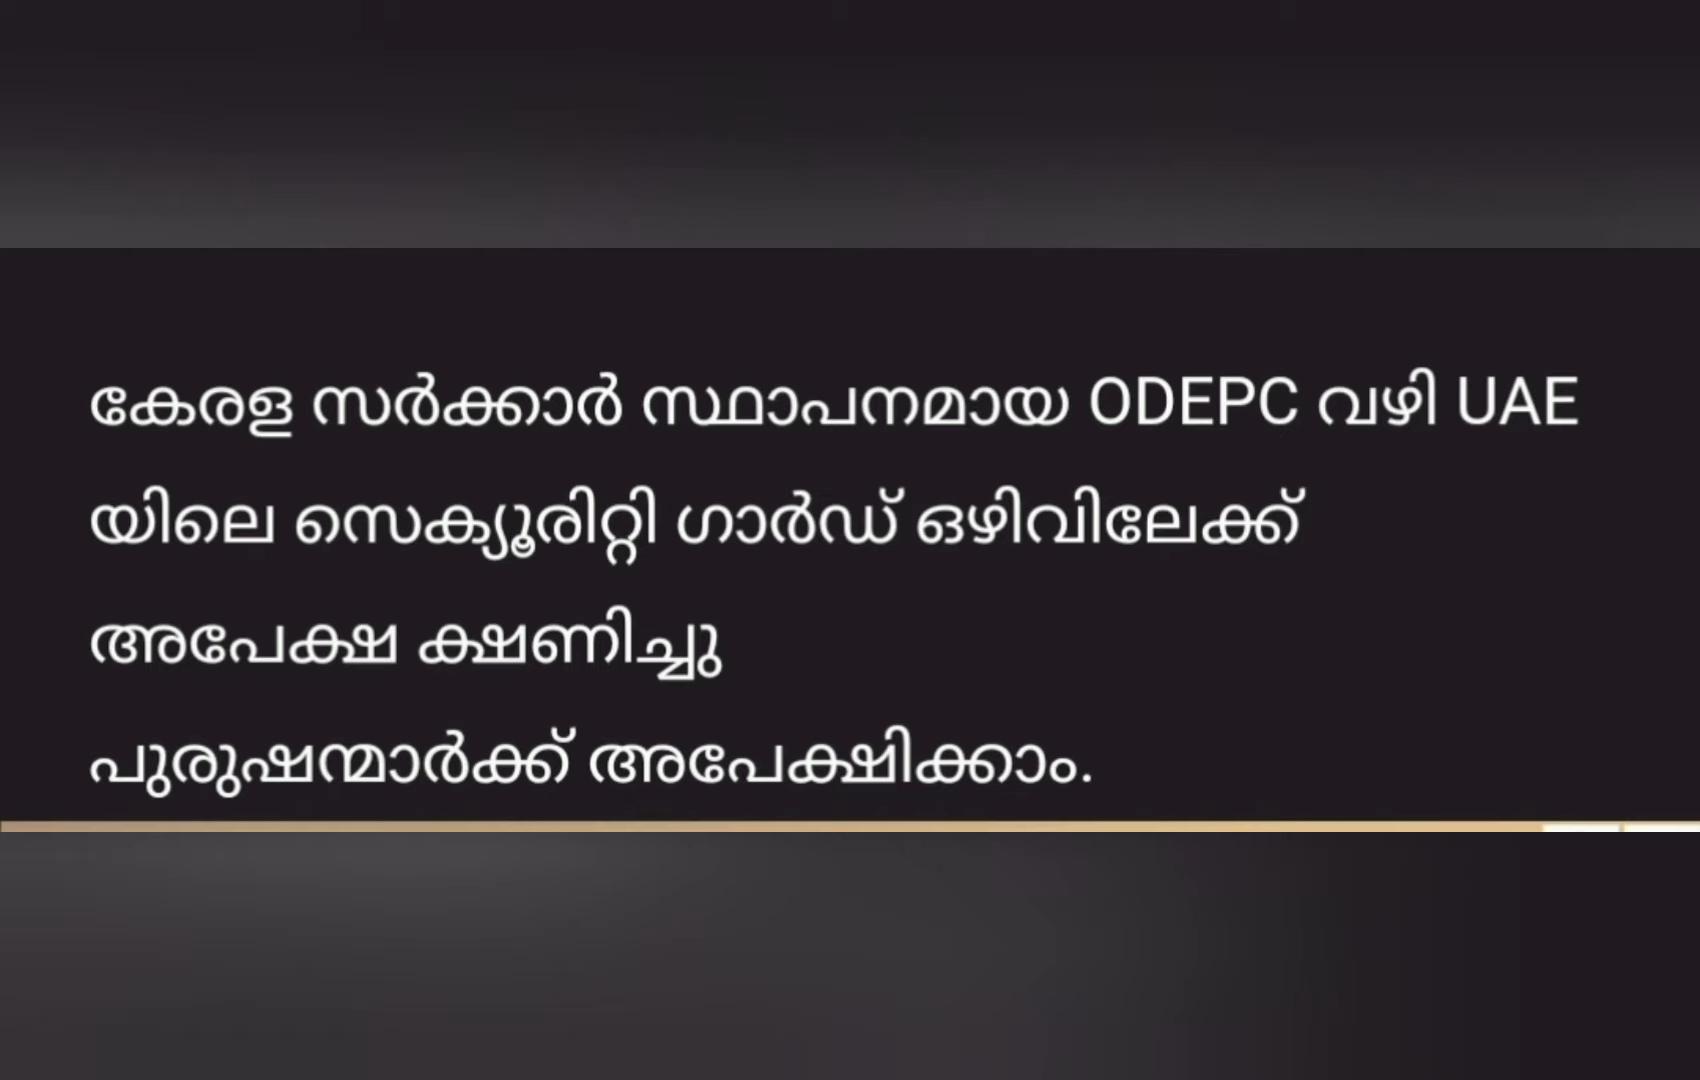 കേരള സർക്കാർ സ്ഥാപനമായ ODEPC വഴി UAE
യിലെ സെക്യൂരിറ്റി ഗാർഡ് ഒഴിവിലേക്ക്
അപേക്ഷ ക്ഷണിച്ചു
പുരുഷന്മാർക്ക് അപേക്ഷിക്കാം.